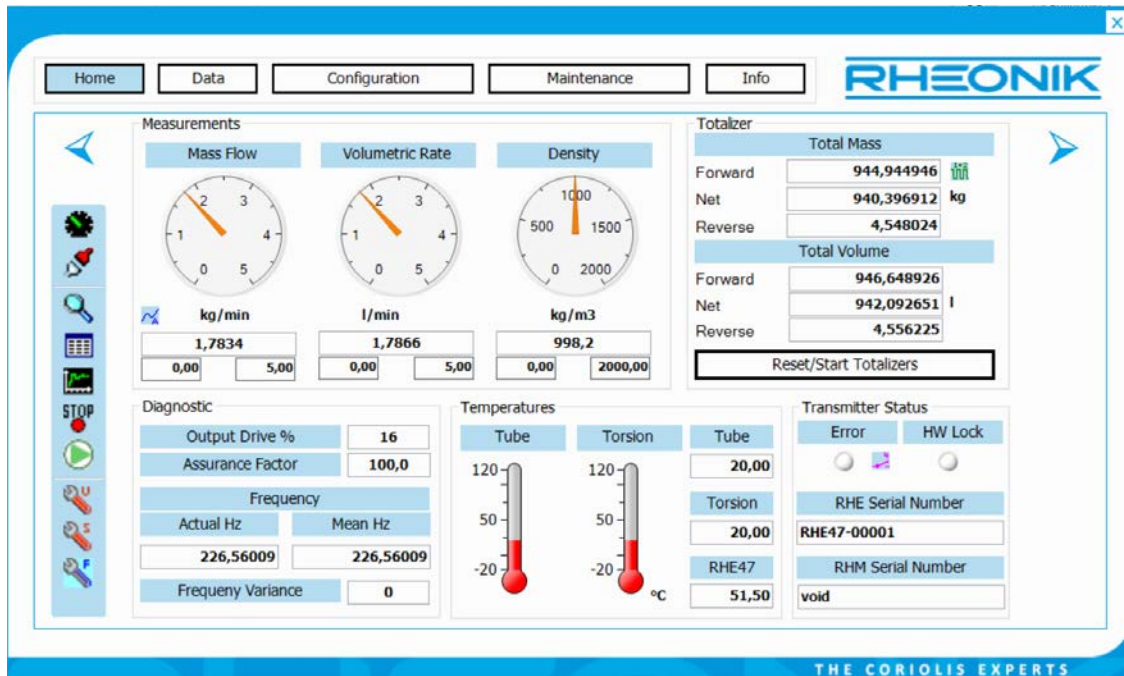 Home Data Configuration Maintenance Info RHEONIK
Measurements
Mass Flow Volumetric Rate Density
0 1 2 3 4 5
0 1 2 3 4 5
0 500 1000 1500 2000
kg/min l/min kg/m3
1,7834 1,7866 998,2
0,00 5,00 0,00 5,00 0,00 2000,00
Totalizer
Total Mass
Forward 944,944946
Net 940,396912 kg
Reverse 4,548024
Total Volume
Forward 946,648926
Net 942,092651 l
Reverse 4,556225
Reset/Start Totalizers
STOP
U
S
F
Diagnostic
Output Drive % 16
Assurance Factor 100,0
Frequency
Actual Hz Mean Hz
226,56009 226,56009
Frequeny Variance 0
Temperatures
Tube Torsion
120 120
50 50
-20 -20
°C
Tube
20,00
Torsion
20,00
RHE47
51,50
Transmitter Status
Error HW Lock
RHE Serial Number
RHE47-00001
RHM Serial Number
void
THE CORIOLIS EXPERTS